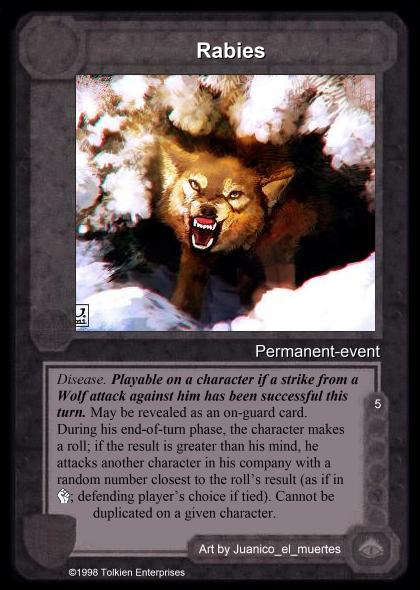 Rabies
Permanent-event
Disease. Playable on a character if a strike from a
Wolf attack against him has been successful this
turn. May be revealed as an on-guard card.
During his end-of-turn phase, the character makes
a roll; if the result is greater than his mind, he
attacks another character in his company with a
random number closest to the roll's result (as if in
; defending player's choice if tied). Cannot be
duplicated on a given character.
5
Art by Juanico_el_muertes
©1998 Tolkien Enterprises